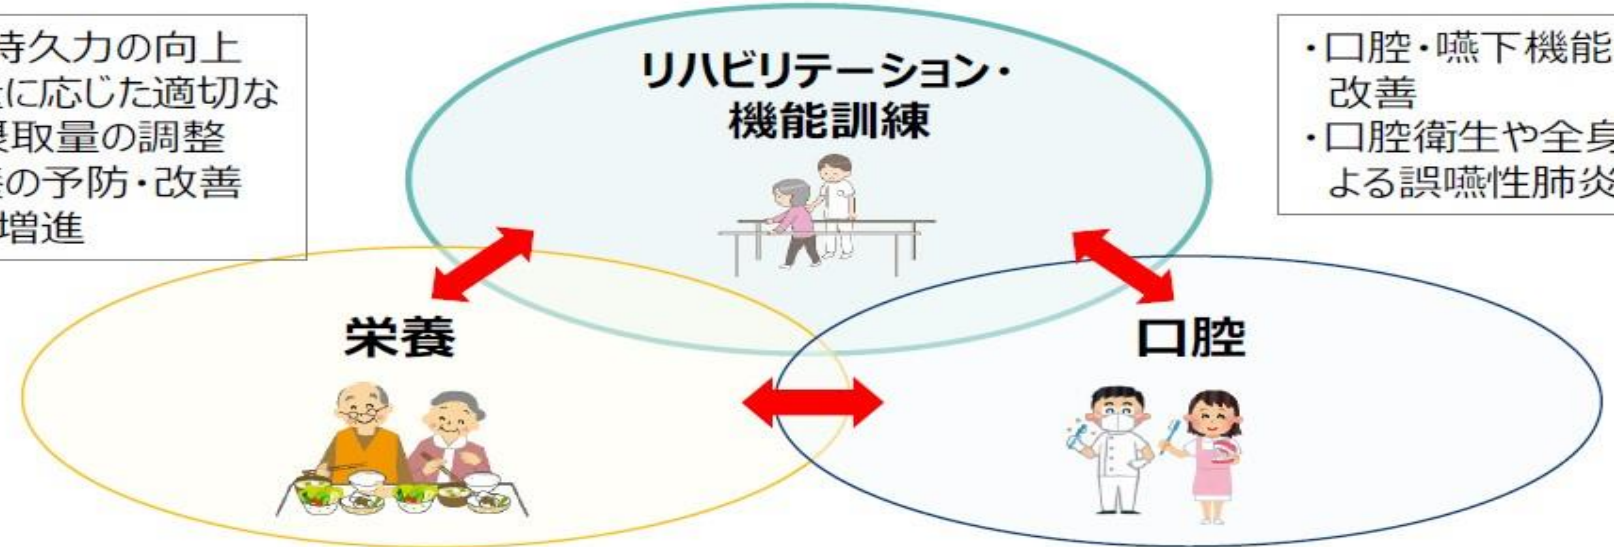 持久力の向上
に応じた適切な
摂取量の調整
の予防・改善
増進
リハビリテーション・
機能訓練
・口腔・嚥下機能
改善
・口腔衛生や全身
よる誤嚥性肺炎
栄養
口腔